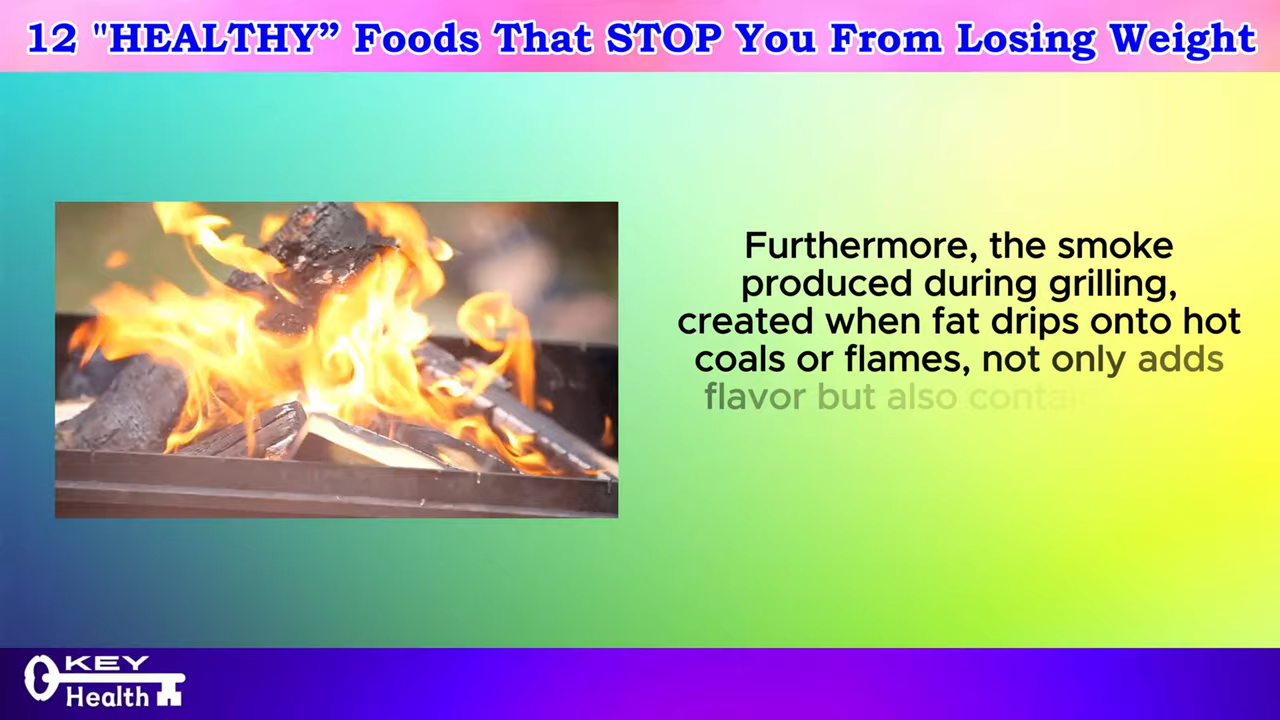 12 "HEALTHY” Foods That STOP You From Losing Weight
Furthermore, the smoke
produced during grilling,
created when fat drips onto hot
coals or flames, not only adds
flavor but also
KEY
Health